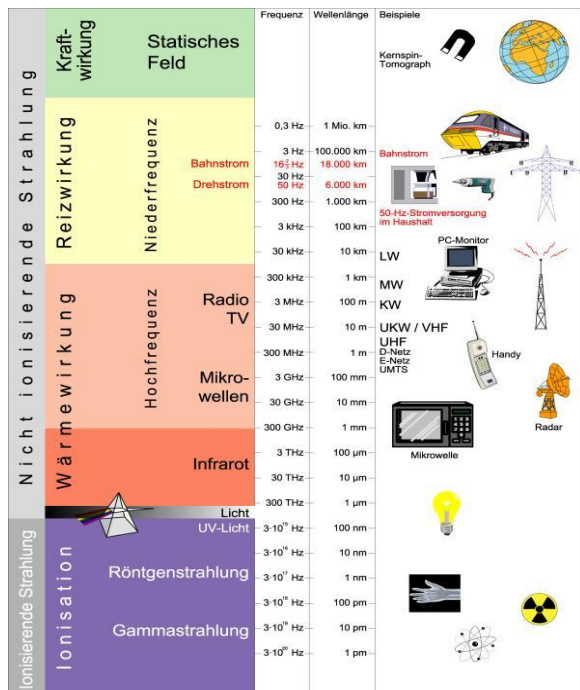 Frequenz Wellenlänge Beispiele
Nicht ionisierende Strahlung
Ionisierende Strahlung
Kraft-
wirkung
Reizwirkung
Wärmewirkung
Ionisation
Statisches
Feld
Niederfrequenz
Hochfrequenz
Kernspin-
Tomograph
0,3 Hz 1 Mio. km
3 Hz 100.000 km
Bahnstrom 16⅔ Hz 18.000 km Bahnstrom
30 Hz
Drehstrom 50 Hz 6.000 km
300 Hz 1.000 km
50-Hz-Stromversorgung
im Haushalt
3 kHz 100 km
PC-Monitor
30 kHz 10 km LW
300 kHz 1 km
MW
Radio 3 MHz 100 m KW
TV
30 MHz 10 m UKW / VHF
UHF
D-Netz
300 MHz 1 m E-Netz Handy
UMTS
Mikro-
wellen
3 GHz 100 mm
30 GHz 10 mm
Radar
300 GHz 1 mm
Mikrowelle
Infrarot 3 THz 100 µm
30 THz 10 µm
300 THz 1 µm
Licht
UV-Licht 3·10¹⁵ Hz 100 nm
3·10¹⁶ Hz 10 nm
Röntgenstrahlung 3·10¹⁷ Hz 1 nm
3·10¹⁸ Hz 100 pm
Gammastrahlung 3·10¹⁹ Hz 10 pm
3·10²⁰ Hz 1 pm